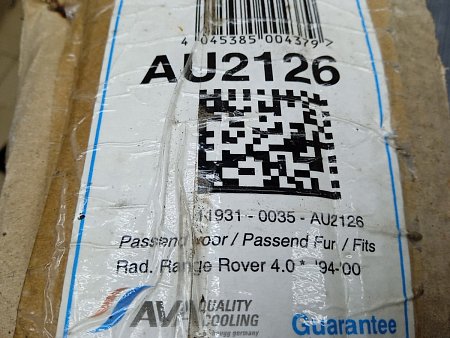 4 045385 004379 >
AU2126
11931 - 0035 - AU2126
Passend voor / Passend Fur / Fits
Rad. Range Rover 4.0 * '94-'00
AVA QUALITY
COOLING
Guarantee